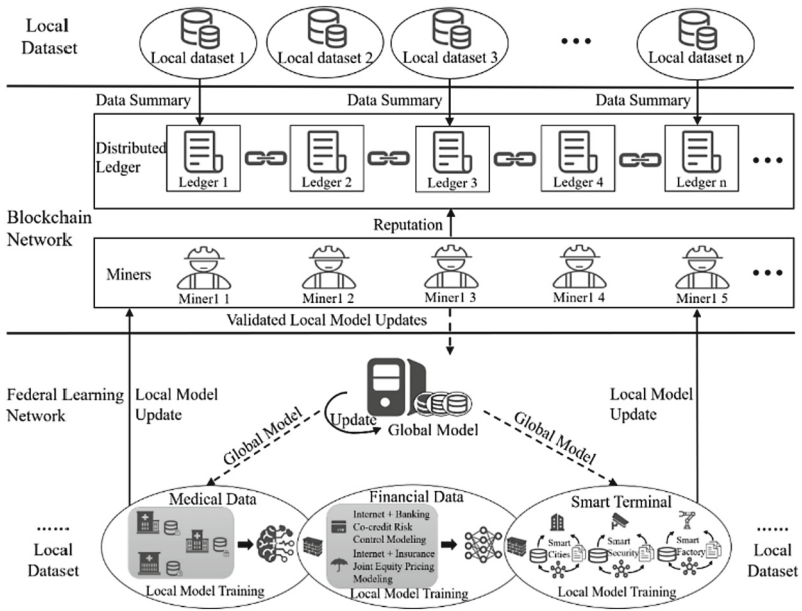 Local
Dataset
Local dataset 1
Local dataset 2
Local dataset 3
Local dataset n
Data Summary
Data Summary
Data Summary
Distributed
Ledger
Ledger 1
Ledger 2
Ledger 3
Ledger 4
Ledger n
Blockchain
Network
Reputation
Miners
Miner1 1
Miner1 2
Miner1 3
Miner1 4
Miner1 5
Validated Local Model Updates
Federal Learning
Network
Local Model
Update
Local Model
Update
Update
Global Model
Global Model
Global Model
Medical Data
Financial Data
Smart Terminal
Internet + Banking
Co-credit Risk
Control Modeling
Internet + Insurance
Joint Equity Pricing
Modeling
Smart
Cities
Smart
Security
Smart
Factory
......
Local
Dataset
......
Local
Dataset
Local Model Training
Local Model Training
Local Model Training